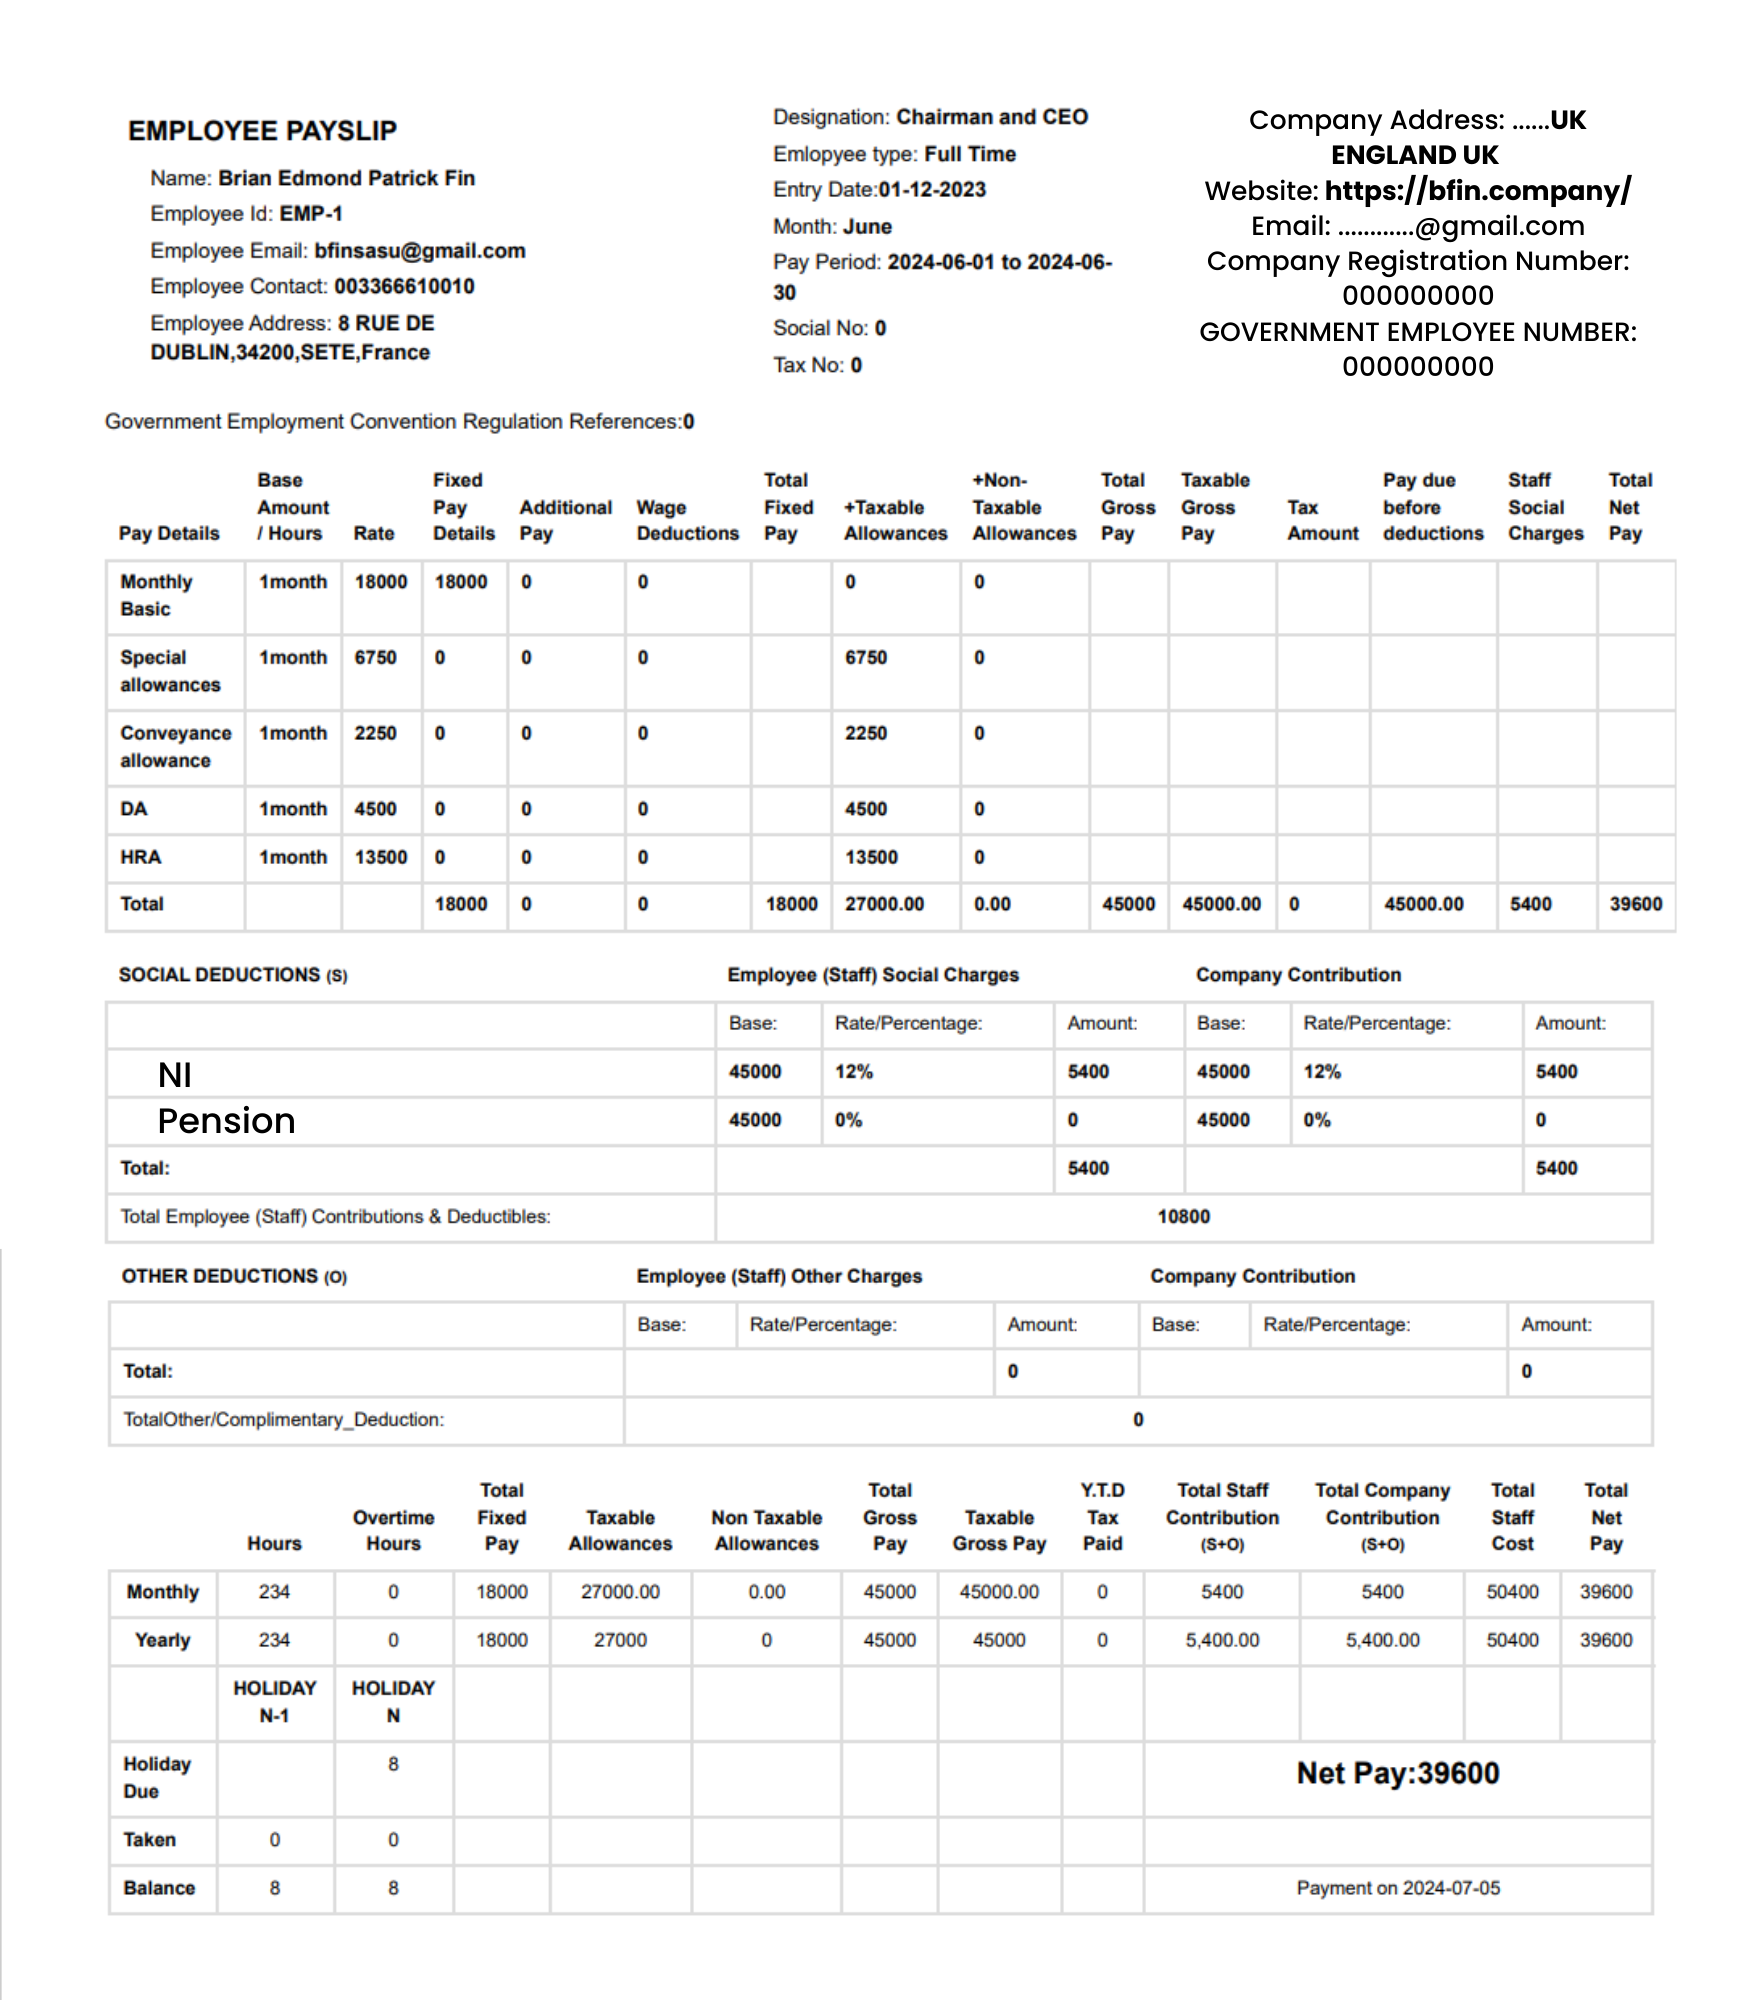 EMPLOYEE PAYSLIP
Name: Brian Edmond Patrick Fin
Employee Id: EMP-1
Employee Email: bfinsasu@gmail.com
Employee Contact: 003366610010
Employee Address: 8 RUE DE
DUBLIN,34200,SETE,France
Designation: Chairman and CEO
Emlopyee type: Full Time
Entry Date:01-12-2023
Month: June
Pay Period: 2024-06-01 to 2024-06-
30
Social No: 0
Tax No: 0
Company Address: ......UK
ENGLAND UK
Website: https://bfin.company/
Email: ............@gmail.com
Company Registration Number:
000000000
GOVERNMENT EMPLOYEE NUMBER:
000000000
Government Employment Convention Regulation References:0
Pay Details Base Amount / Hours Rate Fixed Pay Details Additional Pay Wage Deductions Total Fixed Pay +Taxable Allowances +Non-Taxable Allowances Total Gross Pay Taxable Gross Pay Tax Amount Pay due before deductions Staff Social Charges Total Net Pay
Monthly Basic 1month 18000 18000 0 0 0 0
Special allowances 1month 6750 0 0 0 6750 0
Conveyance allowance 1month 2250 0 0 0 2250 0
DA 1month 4500 0 0 0 4500 0
HRA 1month 13500 0 0 0 13500 0
Total 18000 0 0 18000 27000.00 0.00 45000 45000.00 0 45000.00 5400 39600
SOCIAL DEDUCTIONS (S) Employee (Staff) Social Charges Company Contribution
Base: Rate/Percentage: Amount: Base: Rate/Percentage: Amount:
NI 45000 12% 5400 45000 12% 5400
Pension 45000 0% 0 45000 0% 0
Total: 5400 5400
Total Employee (Staff) Contributions & Deductibles: 10800
OTHER DEDUCTIONS (O) Employee (Staff) Other Charges Company Contribution
Base: Rate/Percentage: Amount: Base: Rate/Percentage: Amount:
Total: 0 0
TotalOther/Complimentary_Deduction: 0
Hours Overtime Hours Total Fixed Pay Taxable Allowances Non Taxable Allowances Total Gross Pay Taxable Gross Pay Y.T.D Tax Paid Total Staff Contribution (S+O) Total Company Contribution (S+O) Total Staff Cost Total Net Pay
Monthly 234 0 18000 27000.00 0.00 45000 45000.00 0 5400 5400 50400 39600
Yearly 234 0 18000 27000 0 45000 45000 0 5,400.00 5,400.00 50400 39600
HOLIDAY N-1 HOLIDAY N
Holiday Due 8 Net Pay:39600
Taken 0 0
Balance 8 8 Payment on 2024-07-05